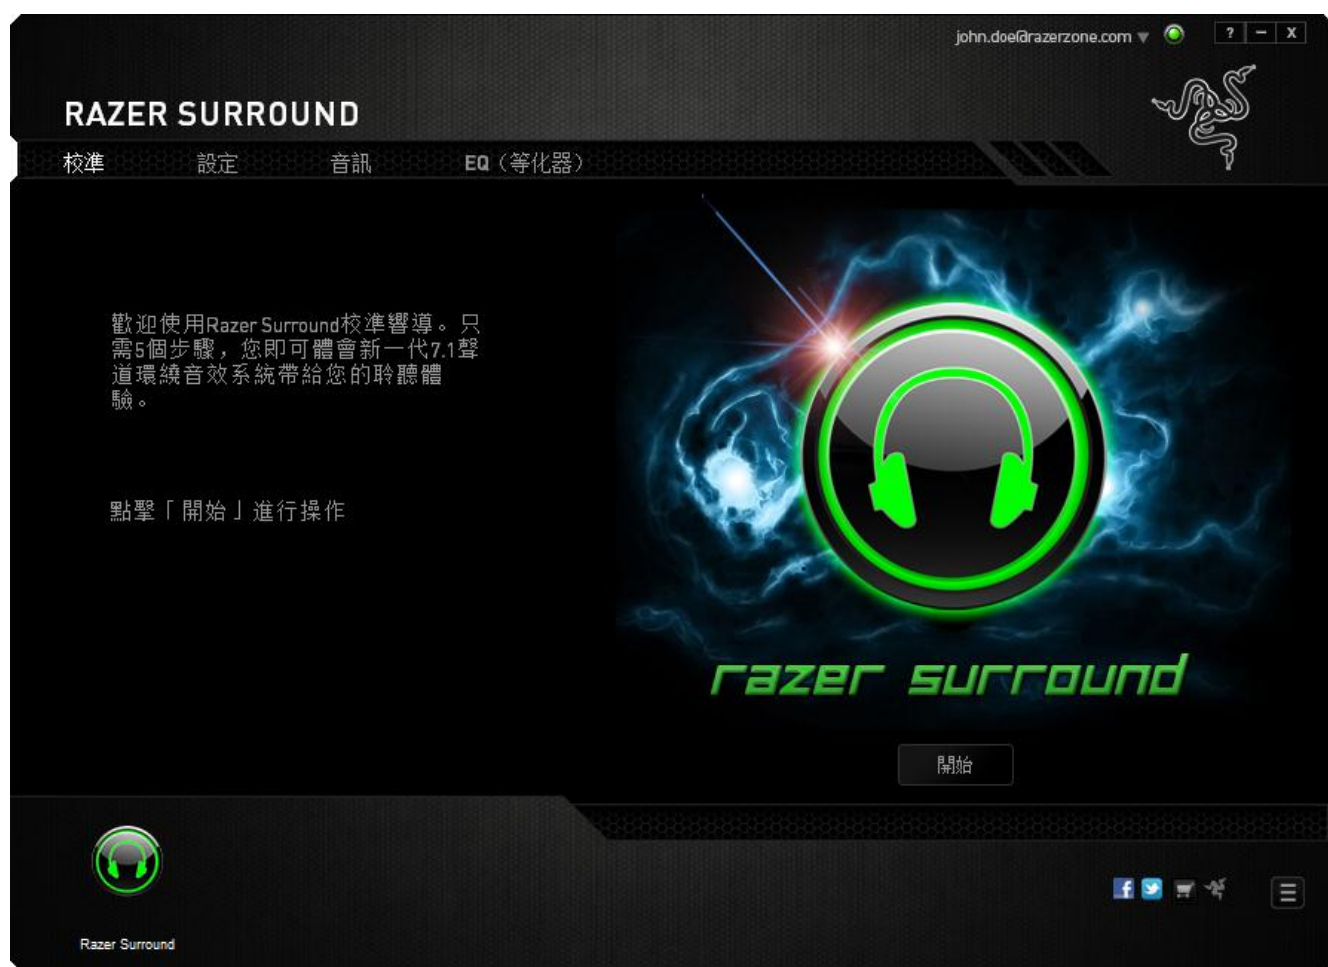 john.doe@razerzone.com
? – X
RAZER SURROUND
校準 設定 音訊 EQ（等化器）
歡迎使用Razer Surround校準響導。只
需5個步驟，您即可體會新一代7.1聲
道環繞音效系統帶給您的聆聽體
驗。
點擊「開始」進行操作
razer surround
開始
Razer Surround